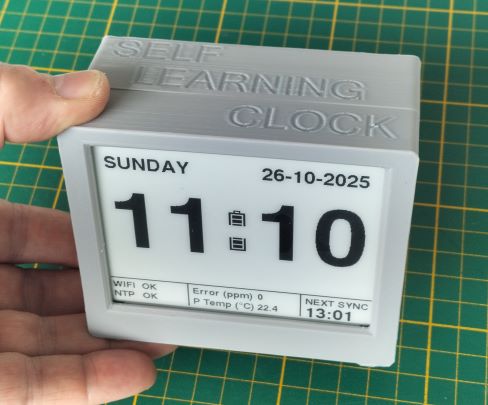 SELF
LEARNING
CLOCK
SUNDAY 26-10-2025
11:10
WIFI OK
NTP OK
Error (ppm) 0
P Temp (°C) 22.4
NEXT SYNC
13:01